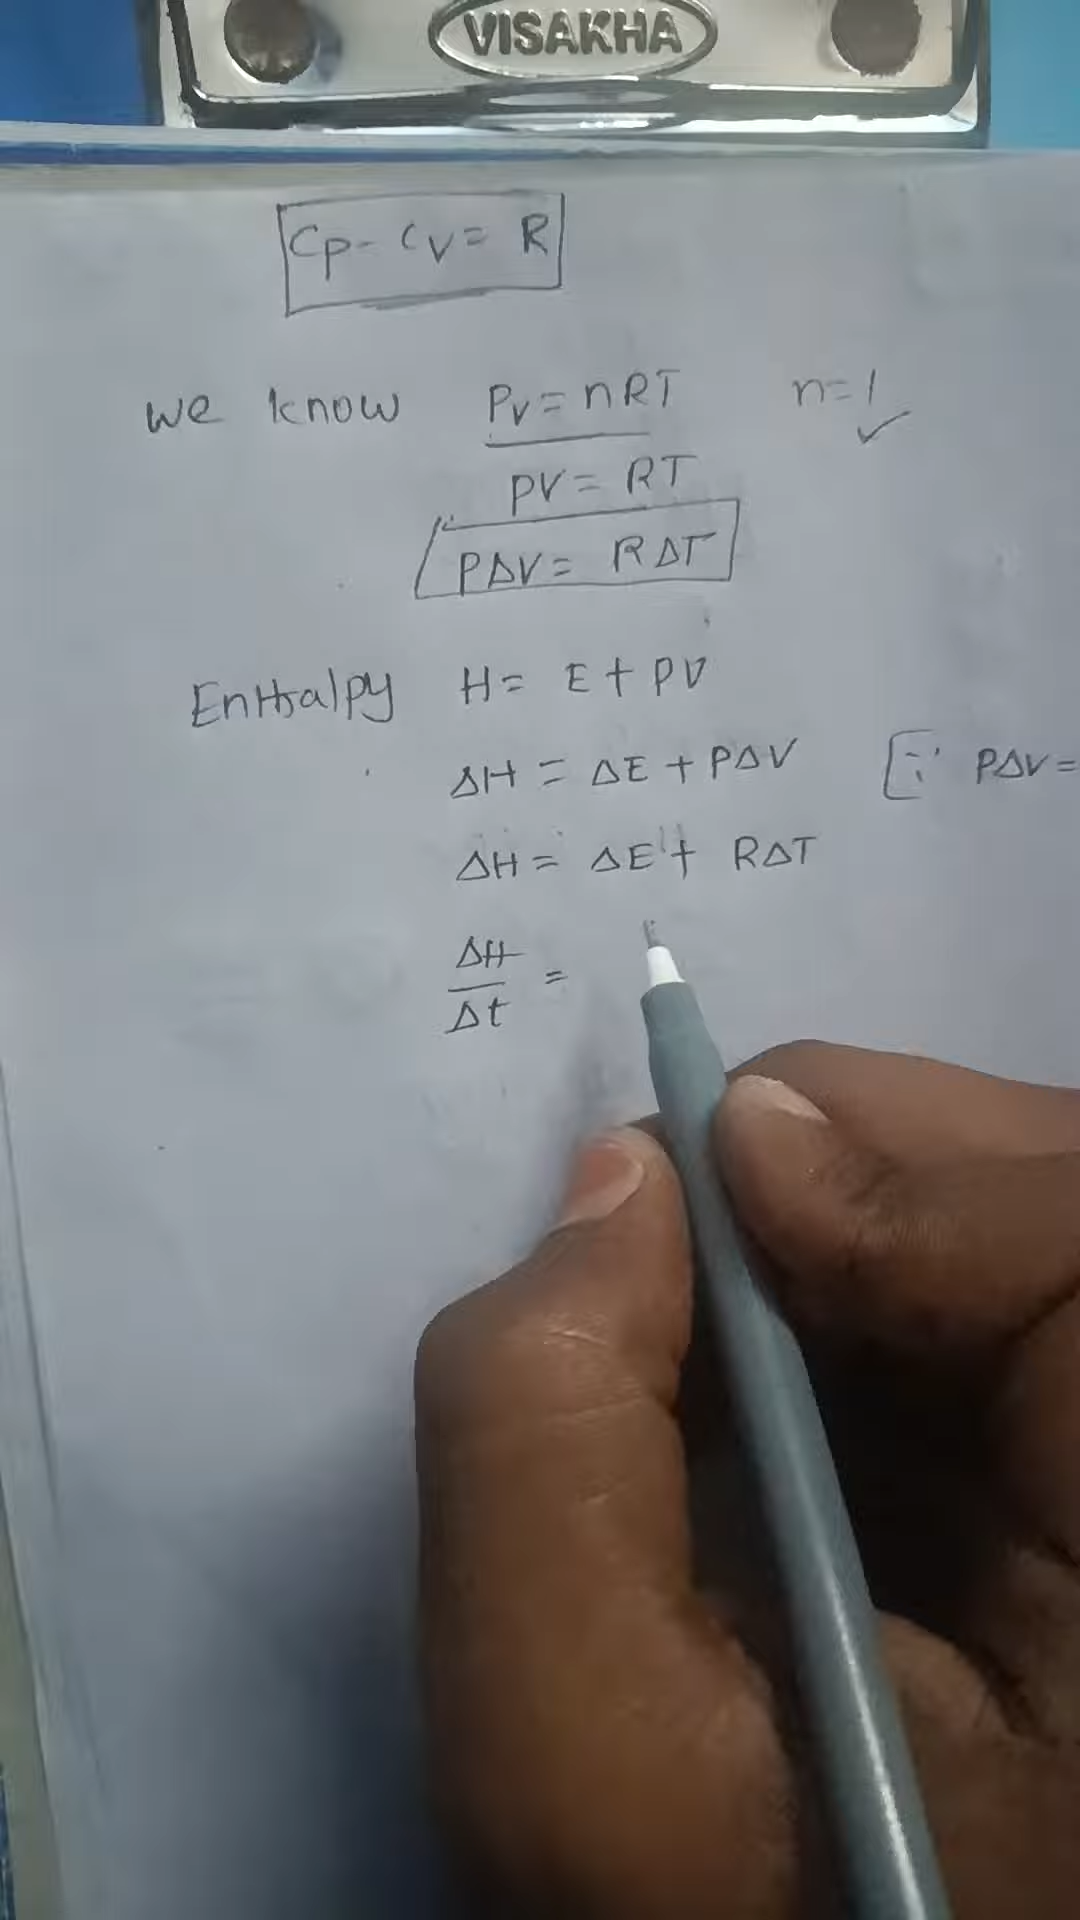 VISAKHA
Cp - Cv = R
We know PV = nRT n=1 ✓
PV = RT
PΔV = RΔT
Enthalpy H = E + PV
ΔH = ΔE + PΔV [∵ PΔV =
ΔH = ΔE + RΔT
ΔH/Δt =